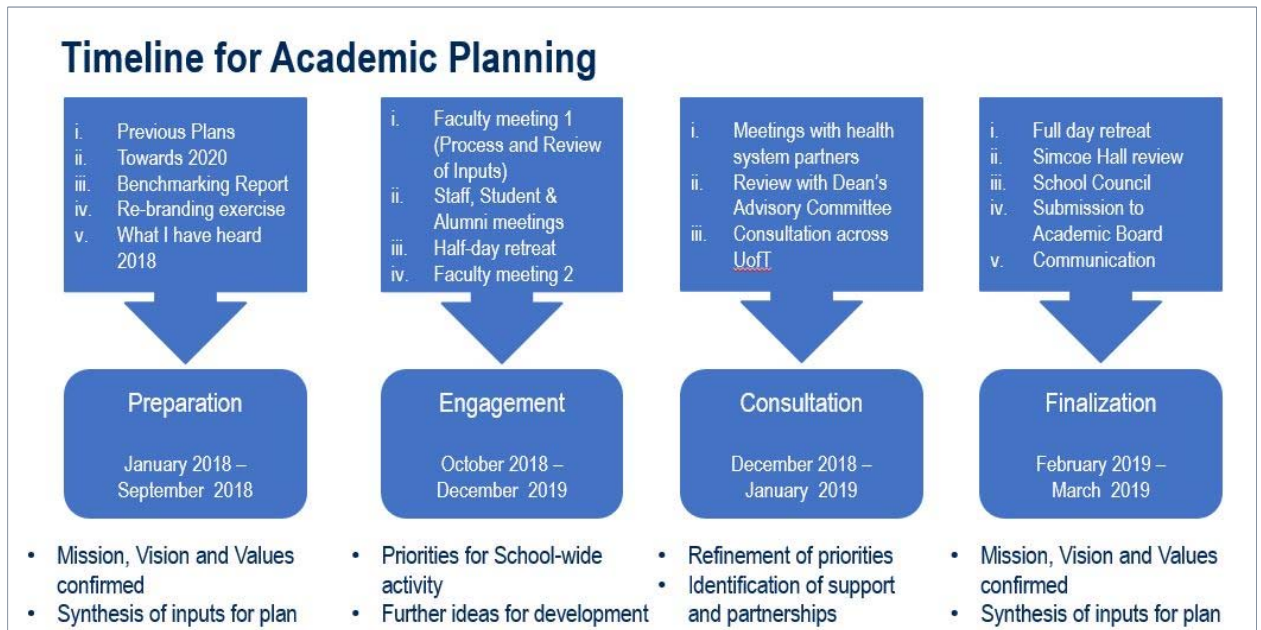 Timeline for Academic Planning
i. Previous Plans
ii. Towards 2020
iii. Benchmarking Report
iv. Re-branding exercise
v. What I have heard
2018
i. Faculty meeting 1
(Process and Review
of Inputs)
ii. Staff, Student &
Alumni meetings
iii. Half-day retreat
iv. Faculty meeting 2
i. Meetings with health
system partners
ii. Review with Dean's
Advisory Committee
iii. Consultation across
UofT
i. Full day retreat
ii. Simcoe Hall review
iii. School Council
iv. Submission to
Academic Board
v. Communication
Preparation
January 2018 –
September 2018
Engagement
October 2018 –
December 2019
Consultation
December 2018 –
January 2019
Finalization
February 2019 –
March 2019
• Mission, Vision and Values
confirmed
• Synthesis of inputs for plan
• Priorities for School-wide
activity
• Further ideas for development
• Refinement of priorities
• Identification of support
and partnerships
• Mission, Vision and Values
confirmed
• Synthesis of inputs for plan